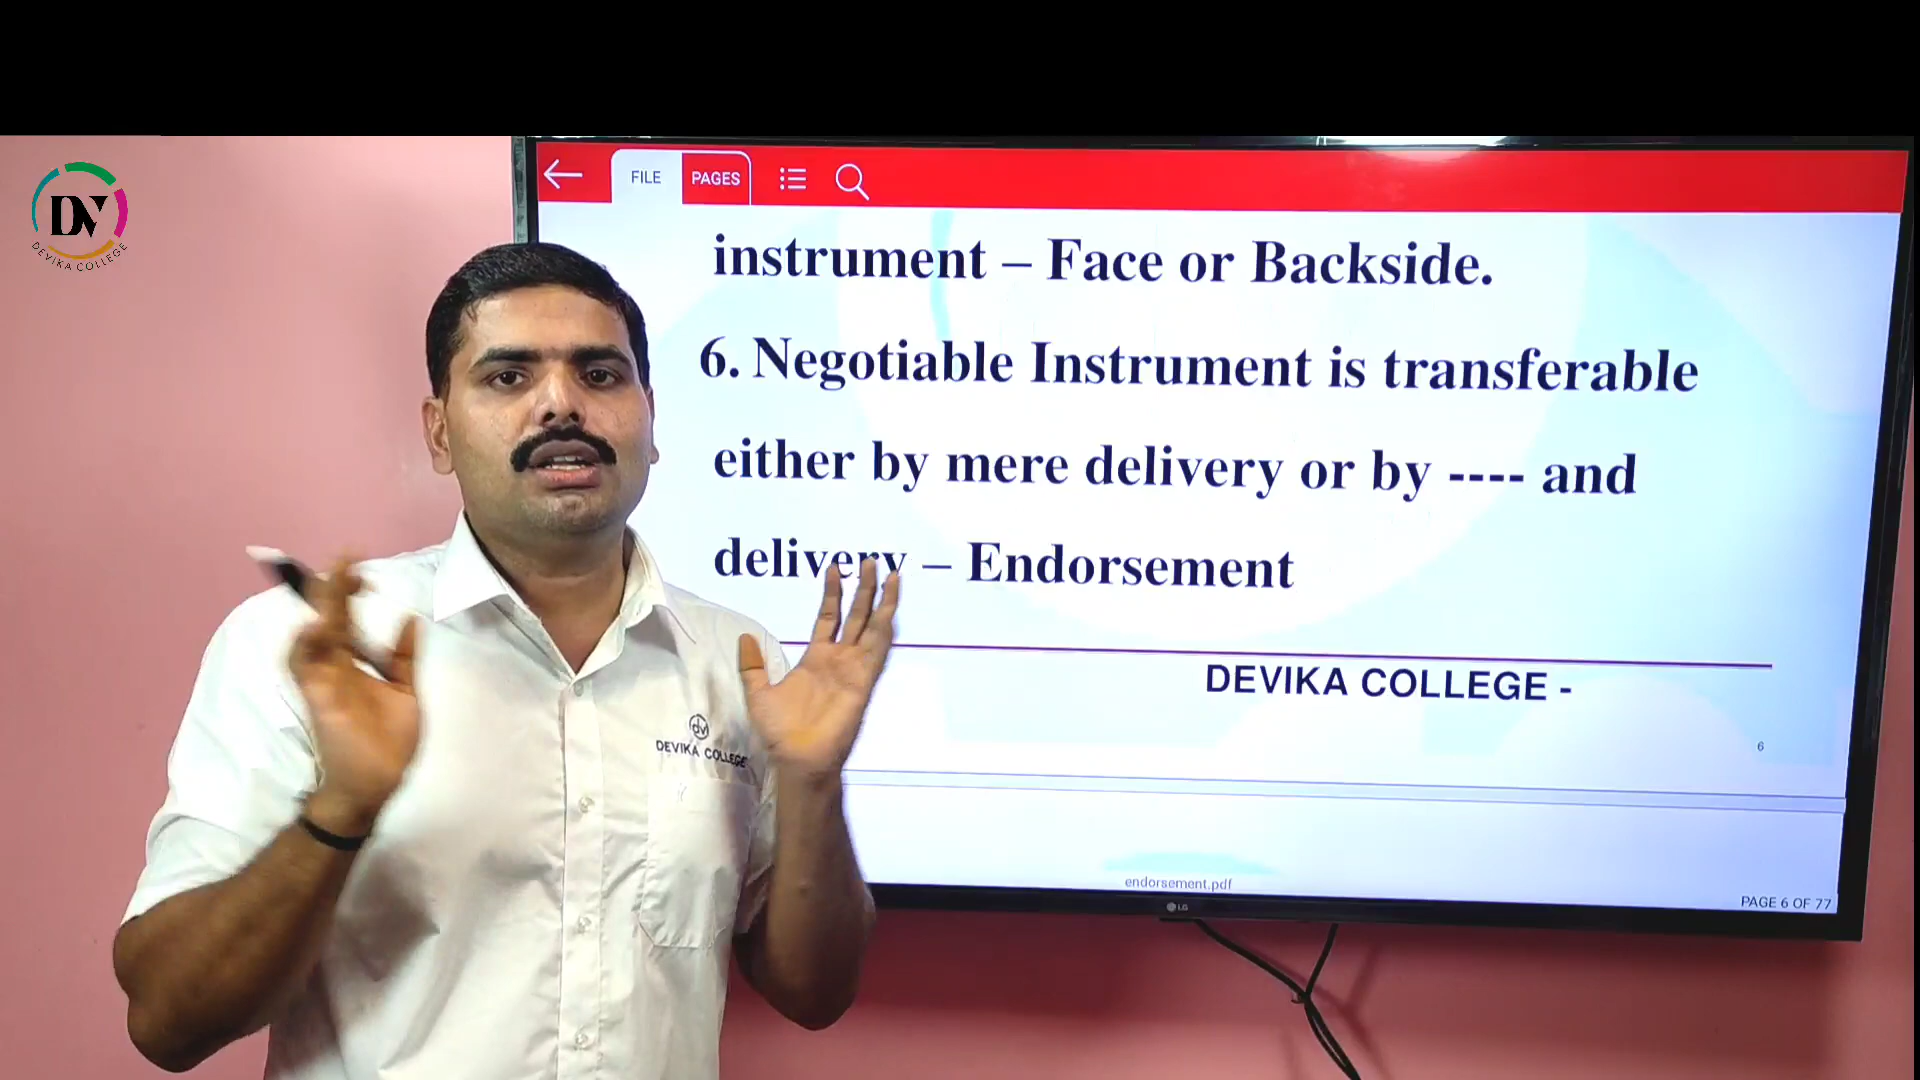 DV
DEVIKA COLLEGE
FILE
PAGES
instrument – Face or Backside.
6. Negotiable Instrument is transferable
either by mere delivery or by ---- and
delivery – Endorsement
DEVIKA COLLEGE -
6
endorsement.pdf
PAGE 6 OF 77
LG
dv
DEVIKA COLLEGE